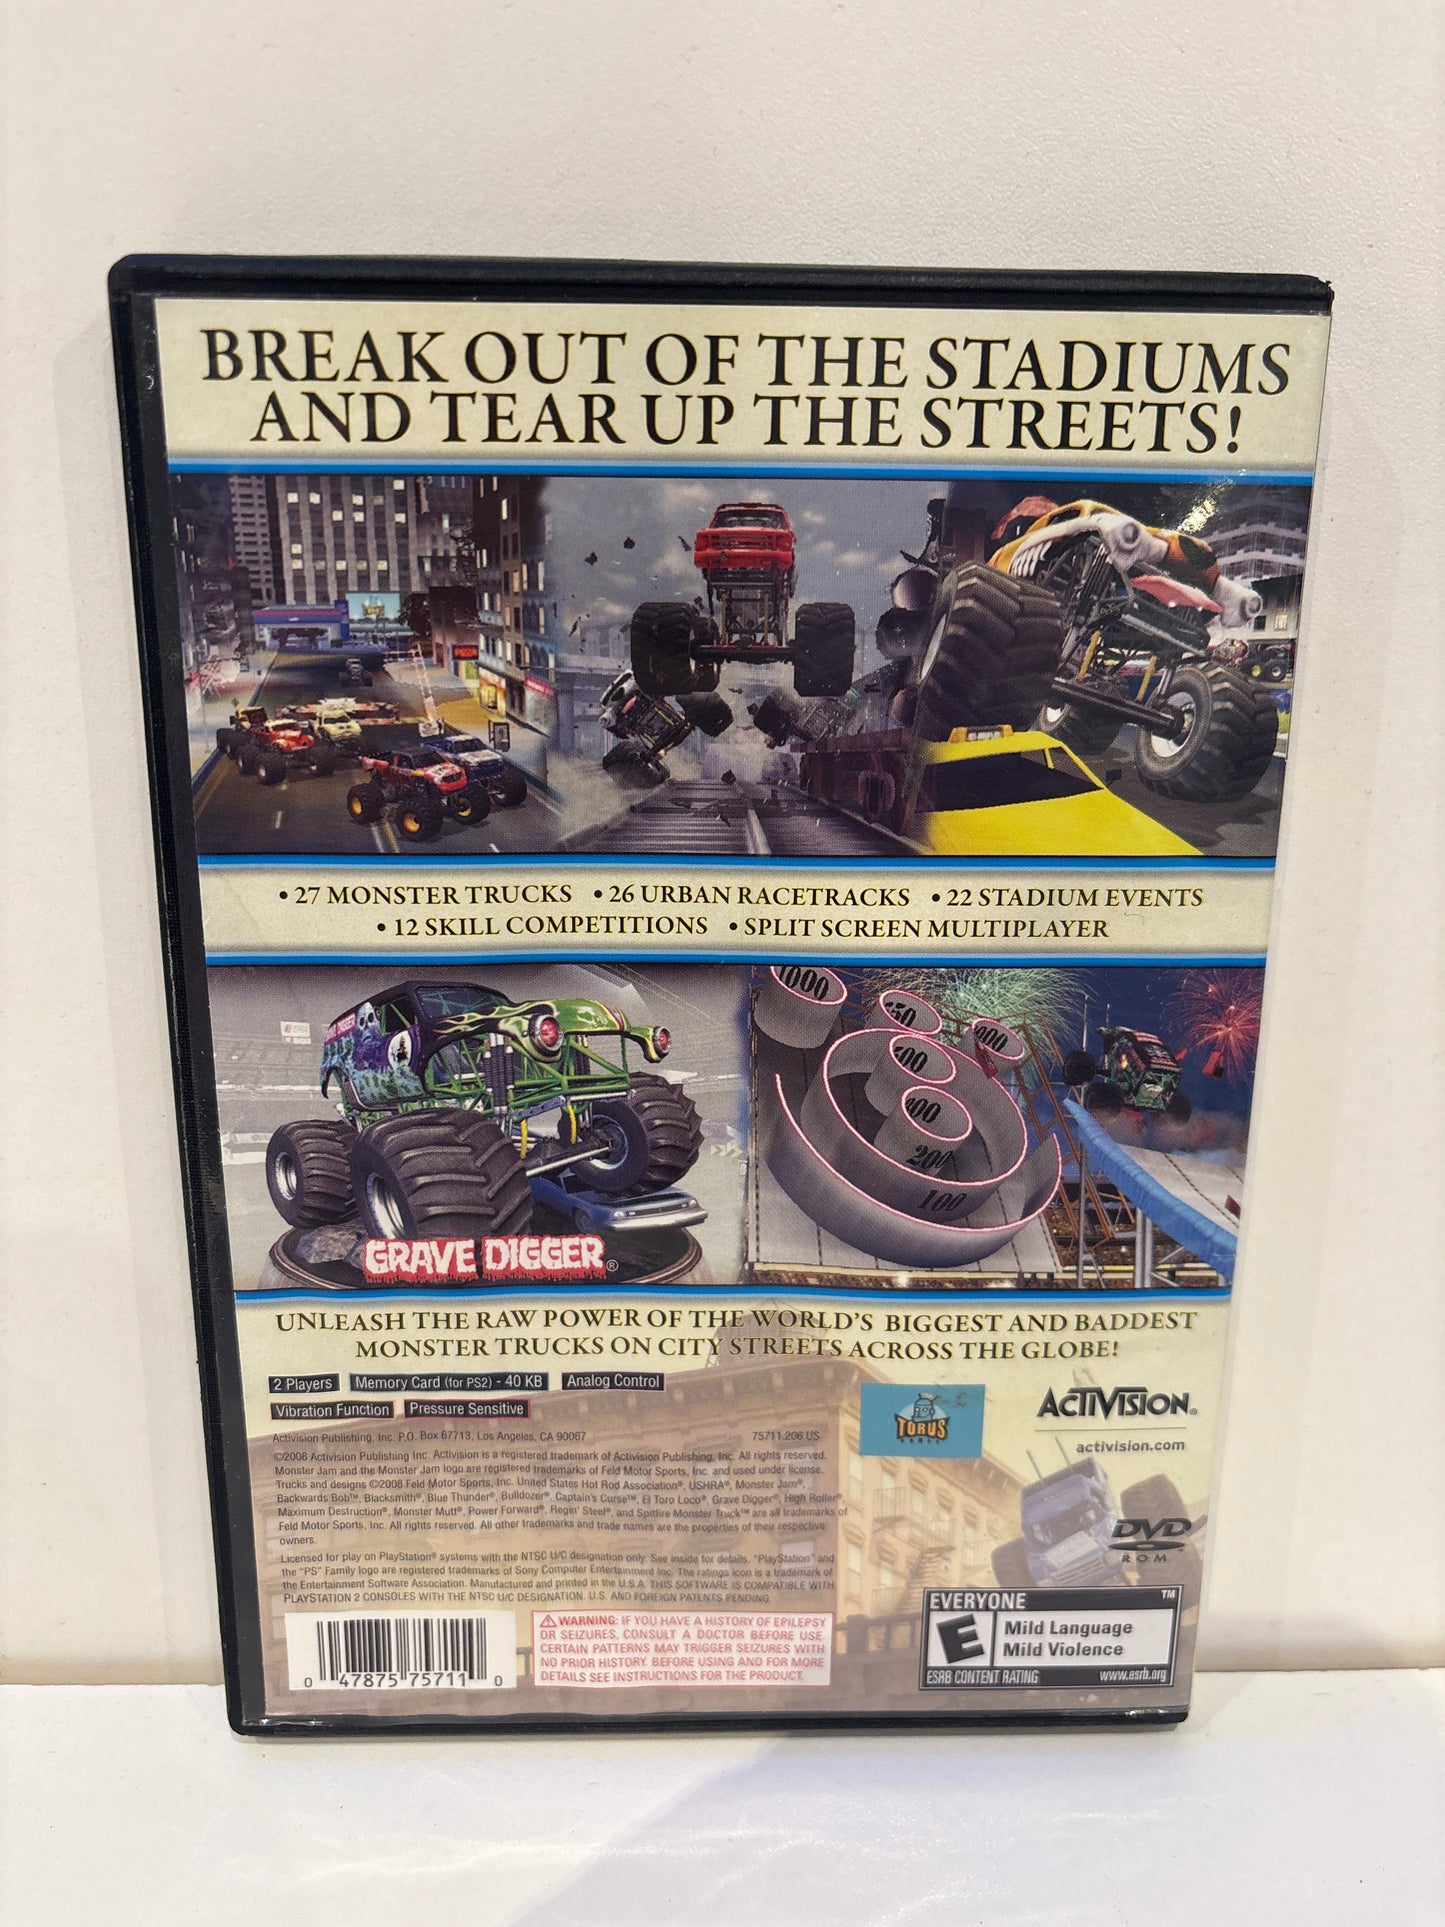 BREAK OUT OF THE STADIUMS
AND TEAR UP THE STREETS!
PIZZA
• 27 MONSTER TRUCKS • 26 URBAN RACETRACKS • 22 STADIUM EVENTS
• 12 SKILL COMPETITIONS • SPLIT SCREEN MULTIPLAYER
1000
500
200
100
GRAVE DIGGER®
UNLEASH THE RAW POWER OF THE WORLD'S BIGGEST AND BADDEST
MONSTER TRUCKS ON CITY STREETS ACROSS THE GLOBE!
2 Players Memory Card (for PS2) - 40 KB Analog Control
Vibration Function Pressure Sensitive
TORUS
GAMES
ACTIVISION®
activision.com
Activision Publishing, Inc. P.O. Box 67713, Los Angeles, CA 90067 75711.206.US
©2008 Activision Publishing Inc. Activision is a registered trademark of Activision Publishing, Inc. All rights reserved.
Monster Jam and the Monster Jam logo are registered trademarks of Feld Motor Sports, Inc. and used under license.
Trucks and designs ©2008 Feld Motor Sports, Inc. United States Hot Rod Association®, USHRA®, Monster Jam®,
Backwards Bob™, Blacksmith®, Blue Thunder®, Bulldozer®, Captain's Curse™, El Toro Loco®, Grave Digger®, High Roller®,
Maximum Destruction®, Monster Mutt®, Power Forward®, Regin' Steel®, and Spitfire Monster Truck™ are all trademarks of
Feld Motor Sports, Inc. All rights reserved. All other trademarks and trade names are the properties of their respective
owners.
Licensed for play on PlayStation® systems with the NTSC U/C designation only. See inside for details. "PlayStation" and
the "PS" Family logo are registered trademarks of Sony Computer Entertainment Inc. The ratings icon is a trademark of
the Entertainment Software Association. Manufactured and printed in the U.S.A. THIS SOFTWARE IS COMPATIBLE WITH
PLAYSTATION 2 CONSOLES WITH THE NTSC U/C DESIGNATION. U.S. AND FOREIGN PATENTS PENDING.
DVD
ROM
0 47875 75711 0
WARNING: IF YOU HAVE A HISTORY OF EPILEPSY
OR SEIZURES, CONSULT A DOCTOR BEFORE USE.
CERTAIN PATTERNS MAY TRIGGER SEIZURES WITH
NO PRIOR HISTORY. BEFORE USING AND FOR MORE
DETAILS SEE INSTRUCTIONS FOR THE PRODUCT.
EVERYONE ™
E
Mild Language
Mild Violence
ESRB CONTENT RATING www.esrb.org